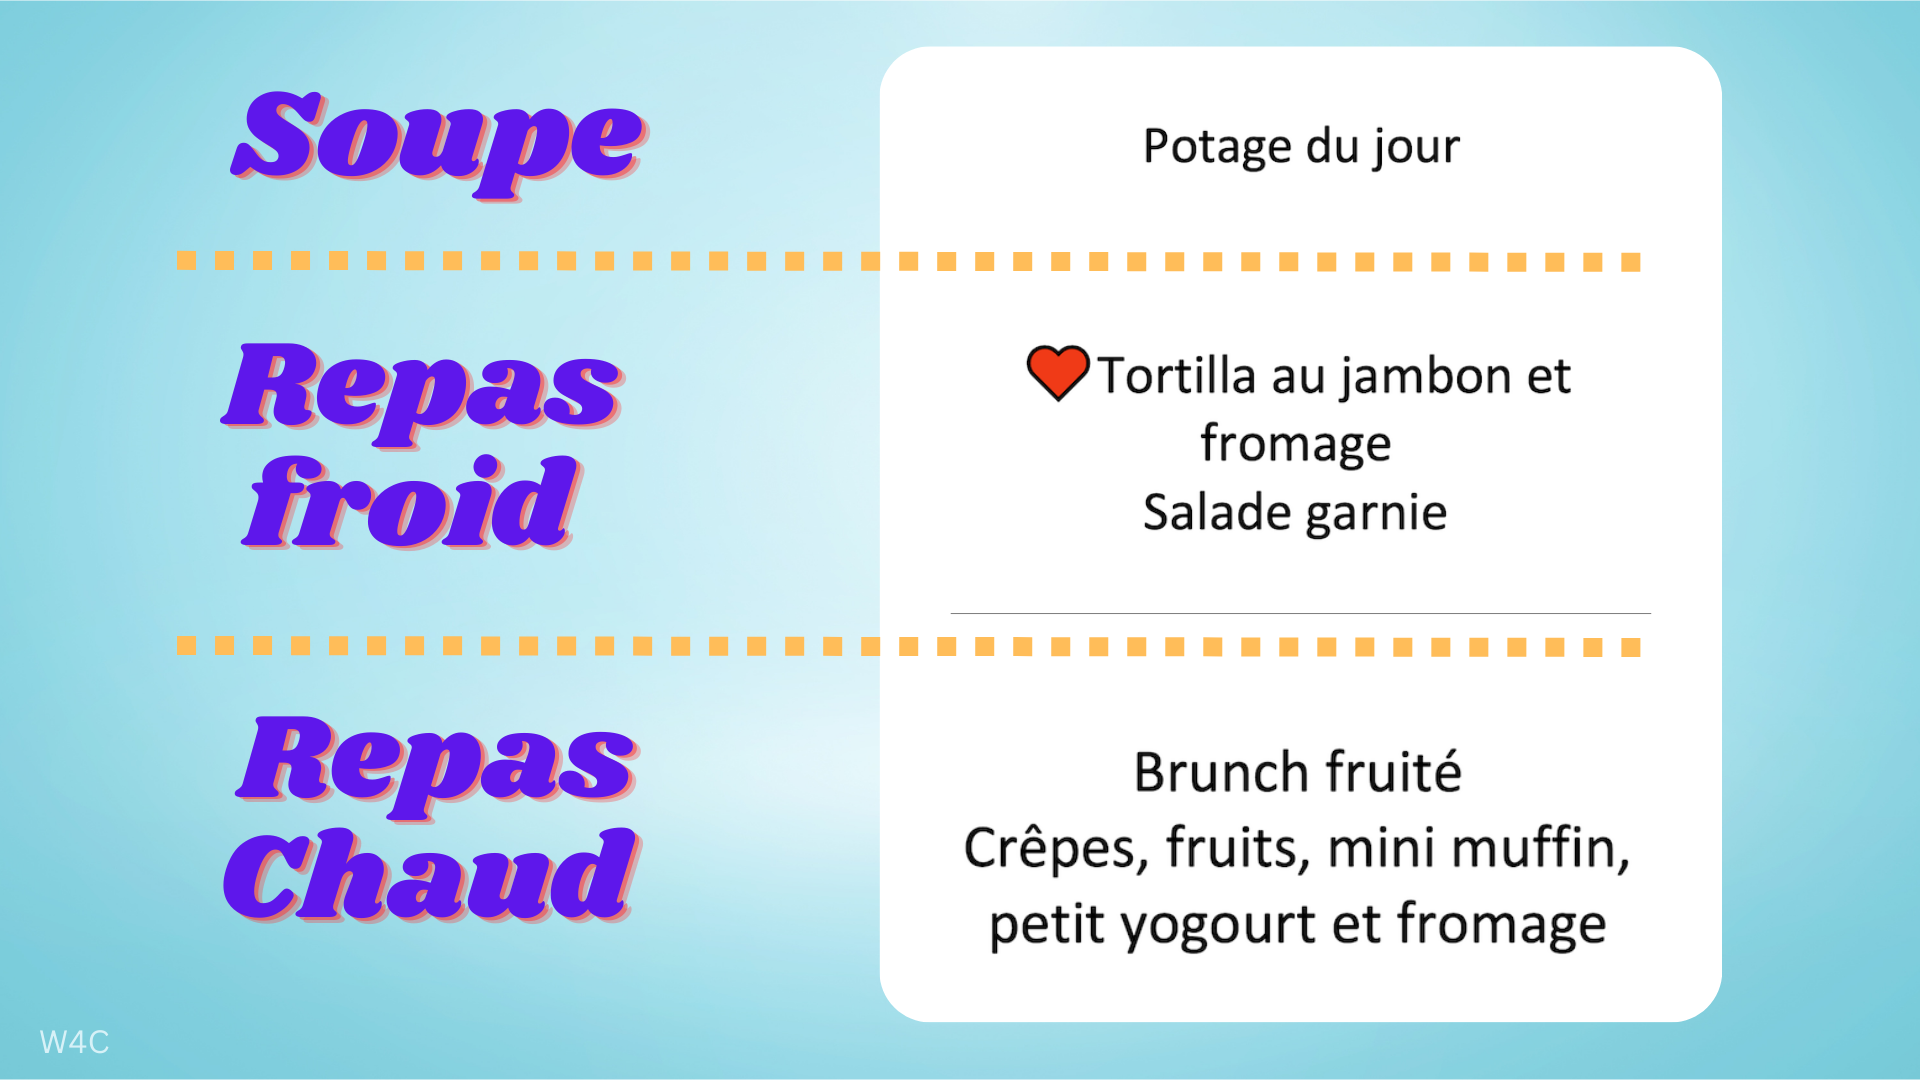 Soupe
Potage du jour
Repas
froid
Tortilla au jambon et
fromage
Salade garnie
Repas
Chaud
Brunch fruité
Crêpes, fruits, mini muffin,
petit yogourt et fromage
W4C